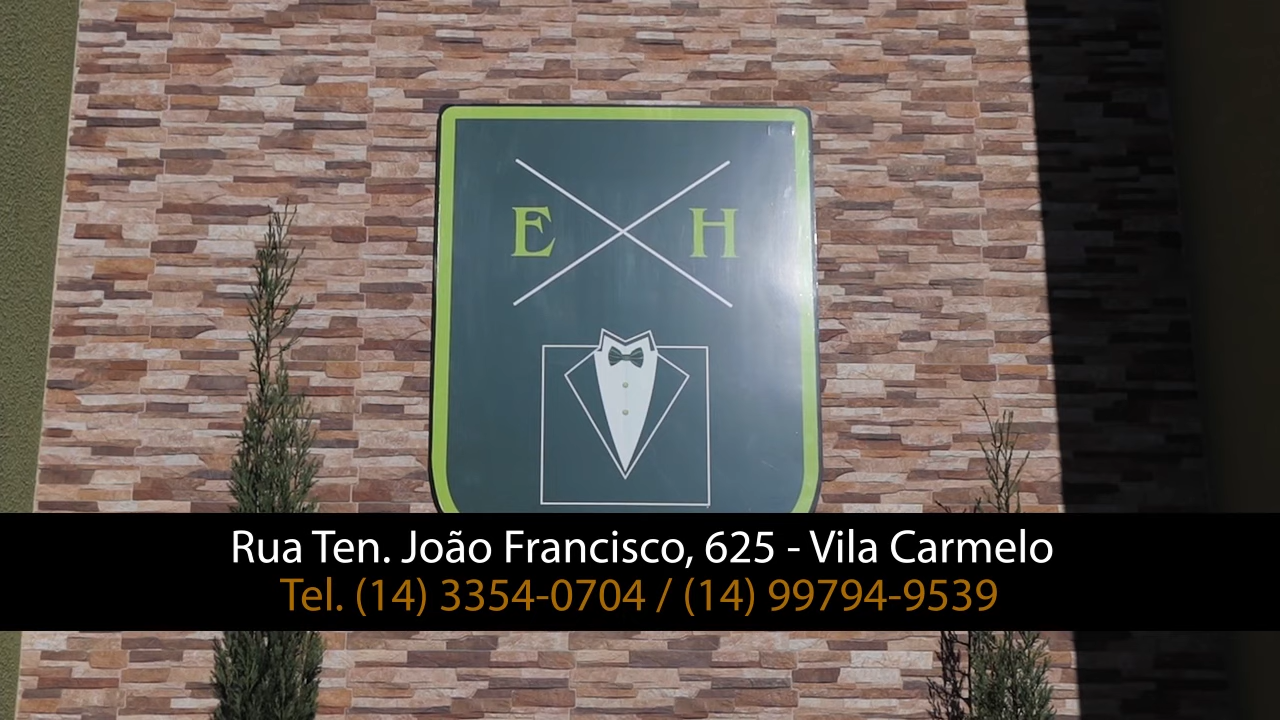 E H
Rua Ten. João Francisco, 625 - Vila Carmelo
Tel. (14) 3354-0704 / (14) 99794-9539